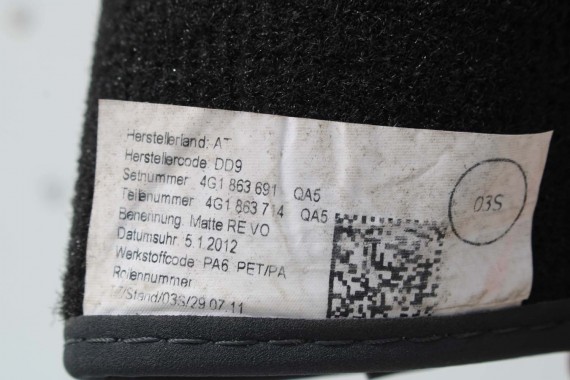 Herstellerland: AT
Herstellercode: DD9
Setnummer 4G1 863 691 QA5
Teilenummer 4G1 863 714 QA5
Benennung. Matte RE VO
Datumsuhr 5.1.2012
Werkstoffcode: PA6 PET/PA
Rollennummer
/Stand/03S/29.07.11
03S